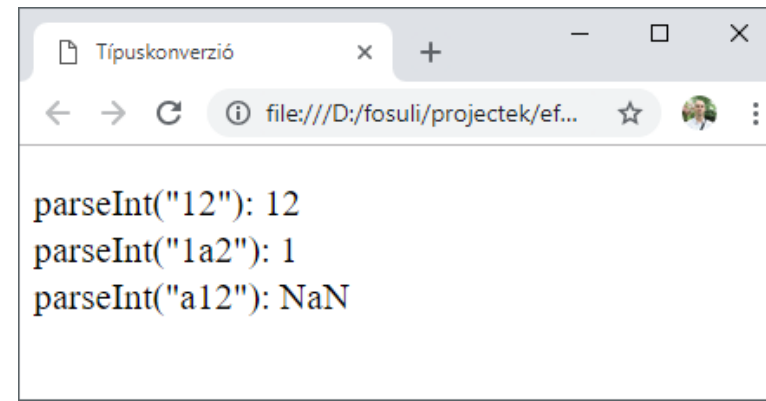 Típuskonverzió
file:///D:/fosuli/projectek/ef...
parseInt("12"): 12
parseInt("1a2"): 1
parseInt("a12"): NaN